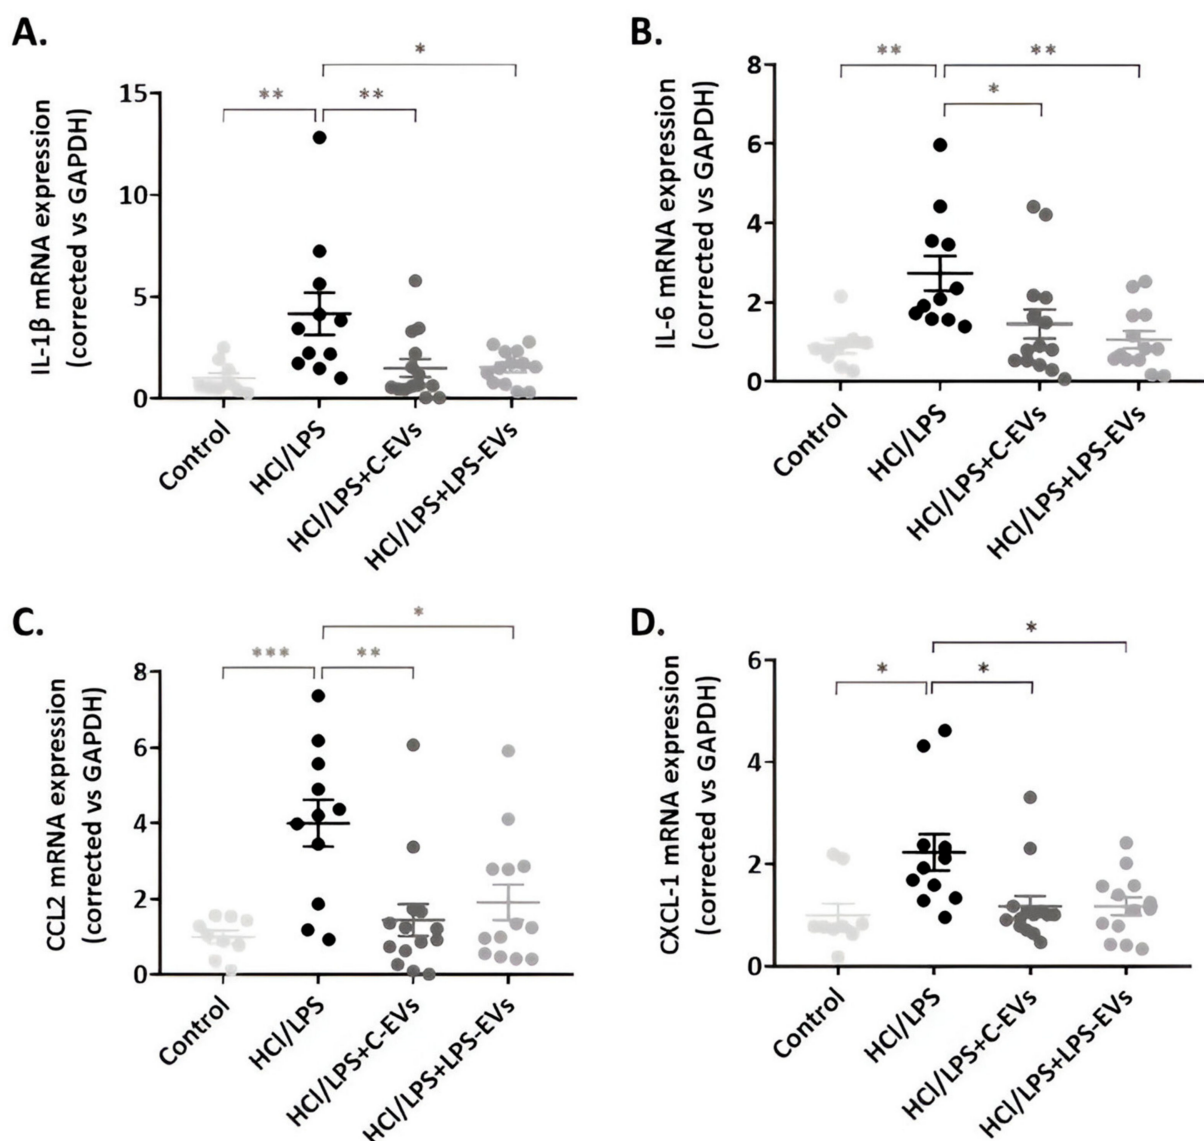 A.
IL-1β mRNA expression
(corrected vs GAPDH)
*
** **
15
10
5
0
Control
HCl/LPS
HCl/LPS+C-EVs
HCl/LPS+LPS-EVs
B.
IL-6 mRNA expression
(corrected vs GAPDH)
** **
*
8
6
4
2
0
Control
HCl/LPS
HCl/LPS+C-EVs
HCl/LPS+LPS-EVs
C.
CCL2 mRNA expression
(corrected vs GAPDH)
*
*** **
8
6
4
2
0
Control
HCl/LPS
HCl/LPS+C-EVs
HCl/LPS+LPS-EVs
D.
CXCL-1 mRNA expression
(corrected vs GAPDH)
*
* *
6
4
2
0
Control
HCl/LPS
HCl/LPS+C-EVs
HCl/LPS+LPS-EVs